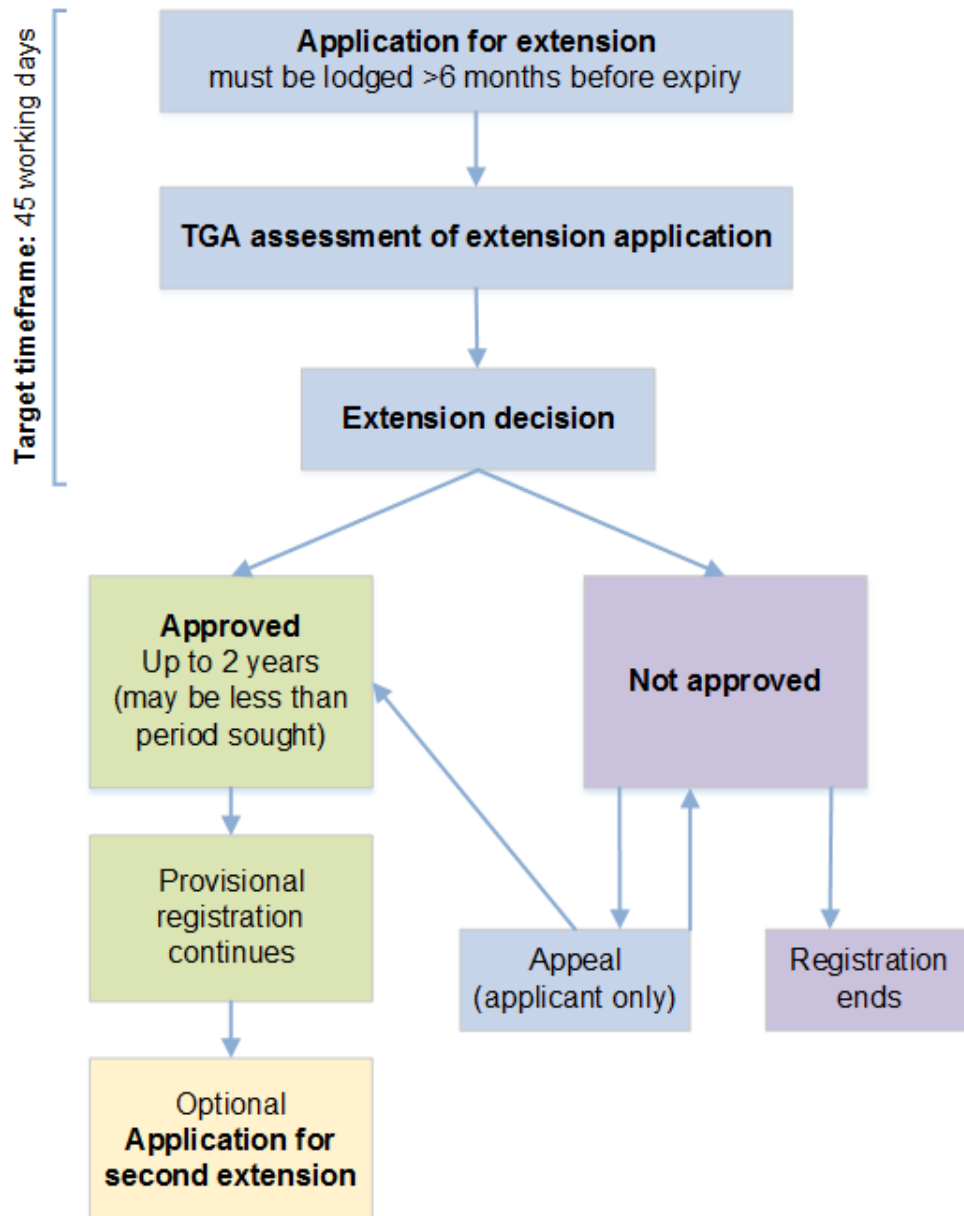 Target timeframe: 45 working days
Application for extension
must be lodged >6 months before expiry
TGA assessment of extension application
Extension decision
Approved
Up to 2 years
(may be less than
period sought)
Not approved
Provisional
registration
continues
Appeal
(applicant only)
Registration
ends
Optional
Application for
second extension